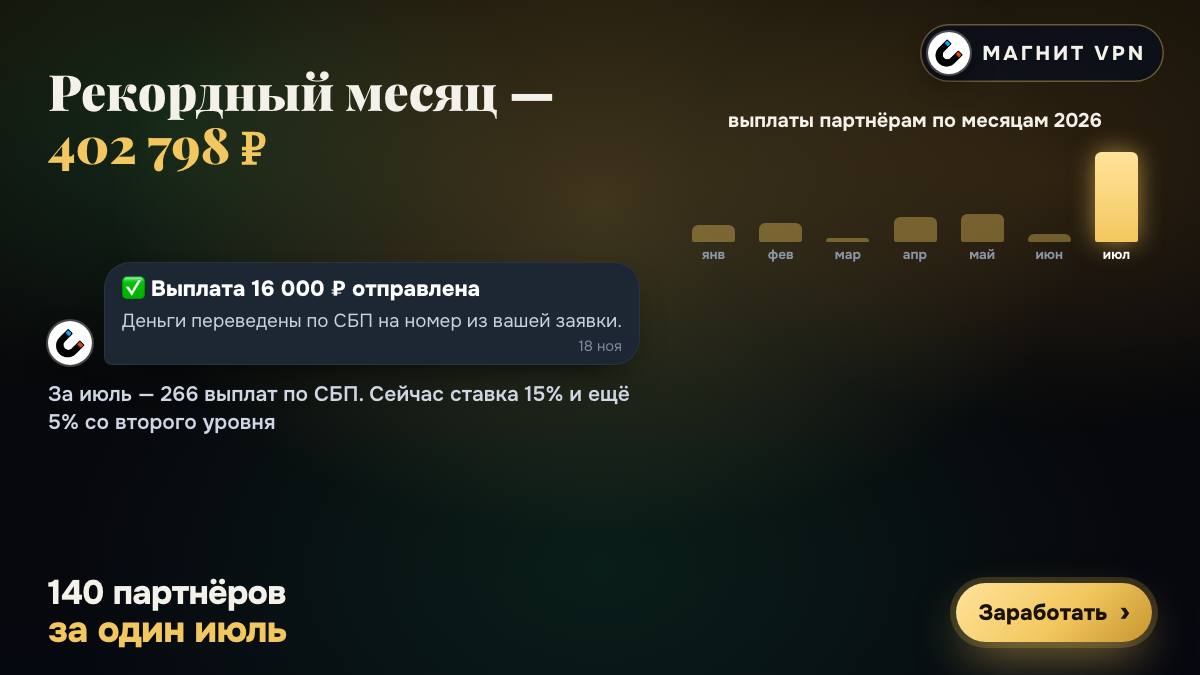 МАГНИТ VPN
Рекордный месяц —
402 798 ₽
выплаты партнёрам по месяцам 2026
янв фев мар апр май июн июл
✅ Выплата 16 000 ₽ отправлена
Деньги переведены по СБП на номер из вашей заявки.
18 ноя
За июль — 266 выплат по СБП. Сейчас ставка 15% и ещё
5% со второго уровня
140 партнёров
за один июль
Заработать ›